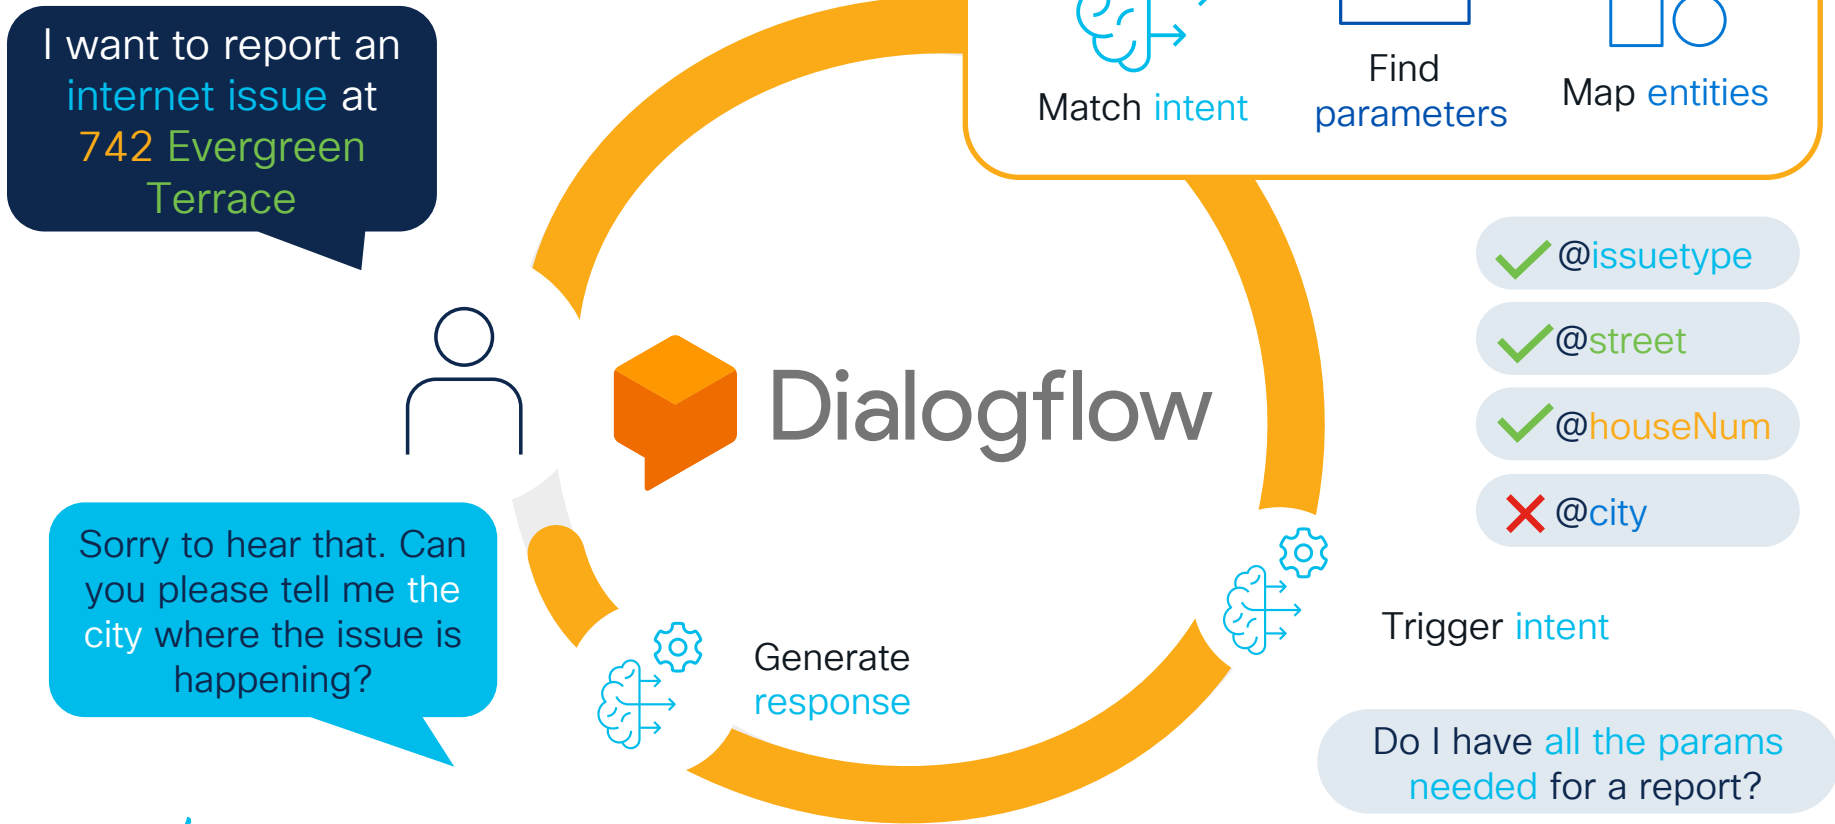 I want to report an
internet issue at
742 Evergreen
Terrace
Match intent
Find
parameters
Map entities
@issuetype
@street
@houseNum
@city
Dialogflow
Sorry to hear that. Can
you please tell me the
city where the issue is
happening?
Generate
response
Trigger intent
Do I have all the params
needed for a report?